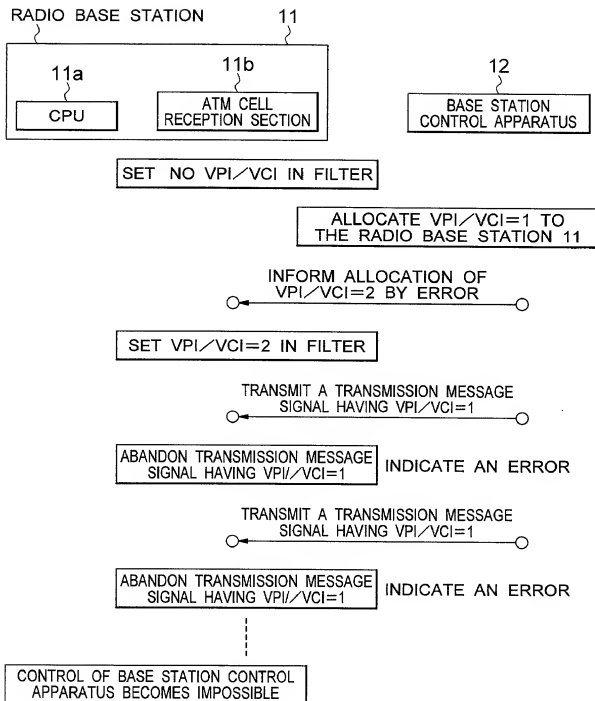 RADIO BASE STATION
11
11a
11b
12
CPU
ATM CELL
RECEPTION SECTION
BASE STATION
CONTROL APPARATUS
SET NO VPI/VCI IN FILTER
ALLOCATE VPI/VCI=1 TO
THE RADIO BASE STATION 11
INFORM ALLOCATION OF
VPI/VCI=2 BY ERROR
SET VPI/VCI=2 IN FILTER
TRANSMIT A TRANSMISSION MESSAGE
SIGNAL HAVING VPI/VCI=1
ABANDON TRANSMISSION MESSAGE
SIGNAL HAVING VPI//VCI=1
INDICATE AN ERROR
TRANSMIT A TRANSMISSION MESSAGE
SIGNAL HAVING VPI/VCI=1
ABANDON TRANSMISSION MESSAGE
SIGNAL HAVING VPI//VCI=1
INDICATE AN ERROR
CONTROL OF BASE STATION CONTROL
APPARATUS BECOMES IMPOSSIBLE